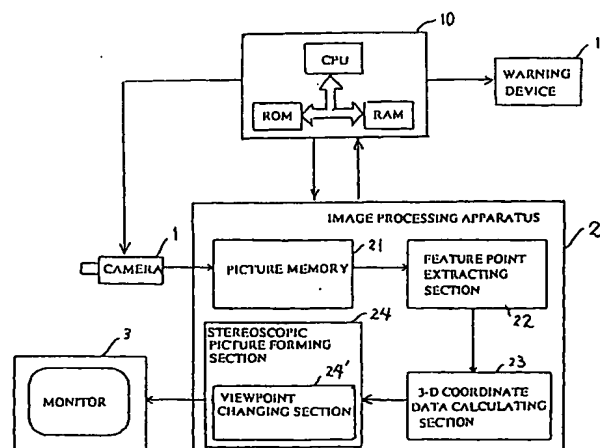 10
CPU
ROM
RAM
WARNING
DEVICE
IMAGE PROCESSING APPARATUS
2
1
CAMERA
21
PICTURE MEMORY
FEATURE POINT
EXTRACTING
SECTION
22
3
24
STEREOSCOPIC
PICTURE FORMING
SECTION
24'
VIEWPOINT
CHANGING SECTION
23
3-D COORDINATE
DATA CALCULATING
SECTION
MONITOR